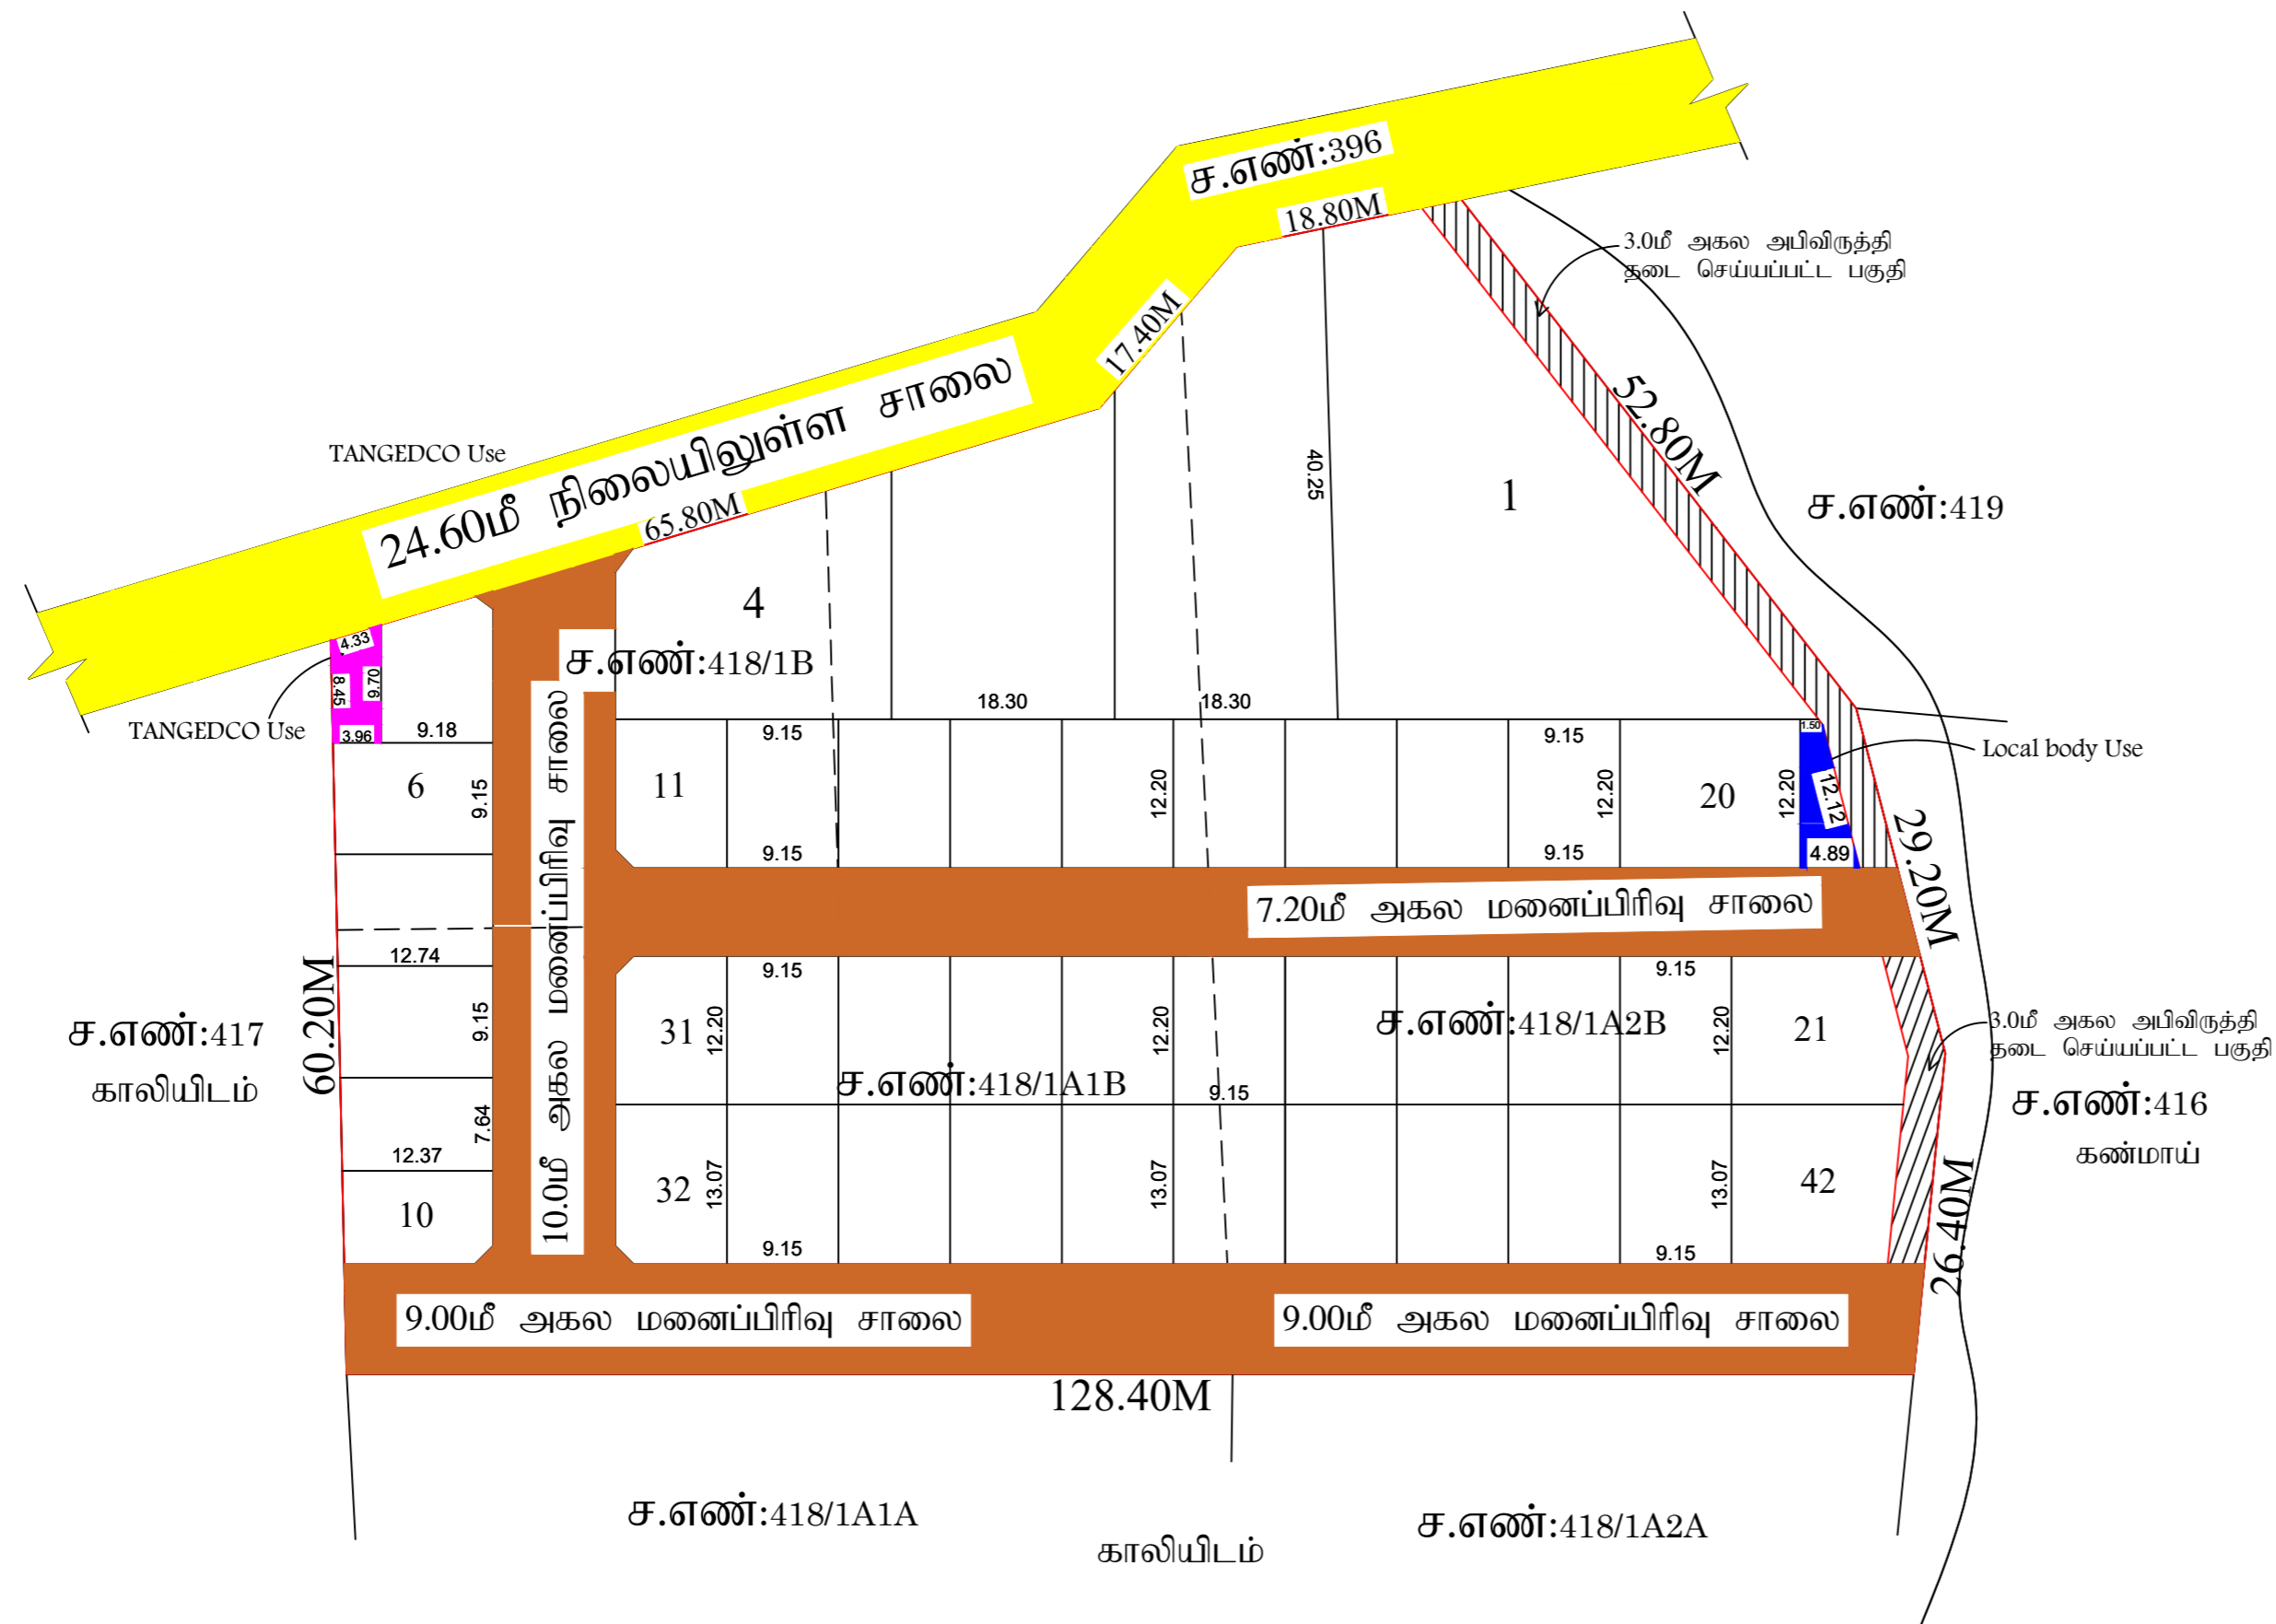 ச.எண்:396
18.80M
3.0மீ அகல அபிவிருத்தி
தடை செய்யப்பட்ட பகுதி
17.40M
24.60மீ நிலையிலுள்ள சாலை
TANGEDCO Use
65.80M
52.80M
40.25
1
ச.எண்:419
4
ச.எண்:418/1B
4.33
8.45
9.70
3.96
TANGEDCO Use
9.18
18.30
18.30
1.50
Local body Use
6
9.15
10.0மீ அகல மனைப்பிரிவு சாலை
11
9.15
9.15
12.20
9.15
9.15
12.20
20
12.20
12.12
4.89
29.20M
7.20மீ அகல மனைப்பிரிவு சாலை
12.74
9.15
7.64
12.37
10
60.20M
ச.எண்:417
காலியிடம்
9.15
9.15
31
12.20
12.20
12.20
21
ச.எண்:418/1A2B
ச.எண்:418/1A1B
9.15
3.0மீ அகல அபிவிருத்தி
தடை செய்யப்பட்ட பகுதி
ச.எண்:416
கண்மாய்
32
13.07
13.07
13.07
42
9.15
9.15
26.40M
9.00மீ அகல மனைப்பிரிவு சாலை
9.00மீ அகல மனைப்பிரிவு சாலை
128.40M
ச.எண்:418/1A1A
ச.எண்:418/1A2A
காலியிடம்